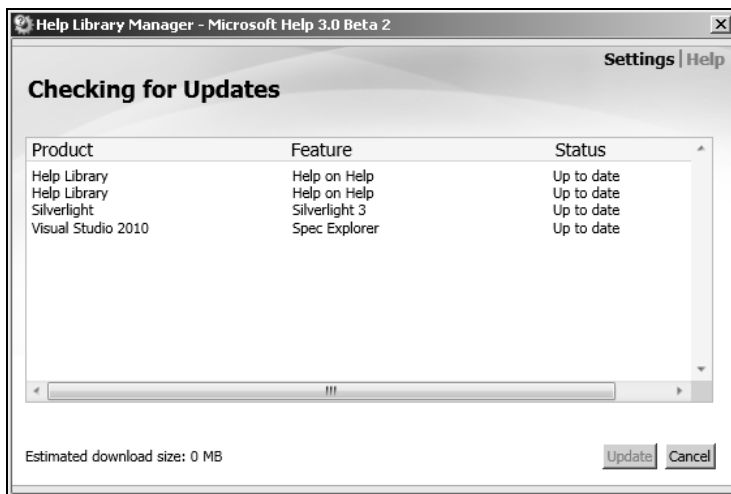 Help Library Manager - Microsoft Help 3.0 Beta 2
Settings | Help
Checking for Updates
Product Feature Status
Help Library Help on Help Up to date
Help Library Help on Help Up to date
Silverlight Silverlight 3 Up to date
Visual Studio 2010 Spec Explorer Up to date
Estimated download size: 0 MB Update Cancel